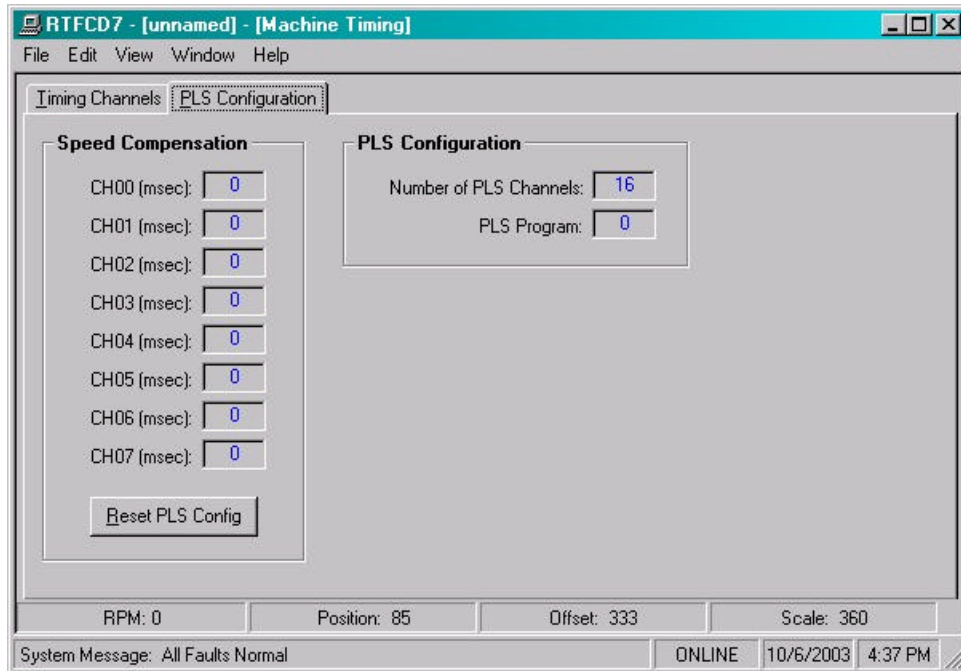 RTFCD7 - [unnamed] - [Machine Timing]
File Edit View Window Help
Timing Channels PLS Configuration
Speed Compensation
CH00 (msec): 0
CH01 (msec): 0
CH02 (msec): 0
CH03 (msec): 0
CH04 (msec): 0
CH05 (msec): 0
CH06 (msec): 0
CH07 (msec): 0
Reset PLS Config
PLS Configuration
Number of PLS Channels: 16
PLS Program: 0
RPM: 0 Position: 85 Offset: 333 Scale: 360
System Message: All Faults Normal ONLINE 10/6/2003 4:37 PM